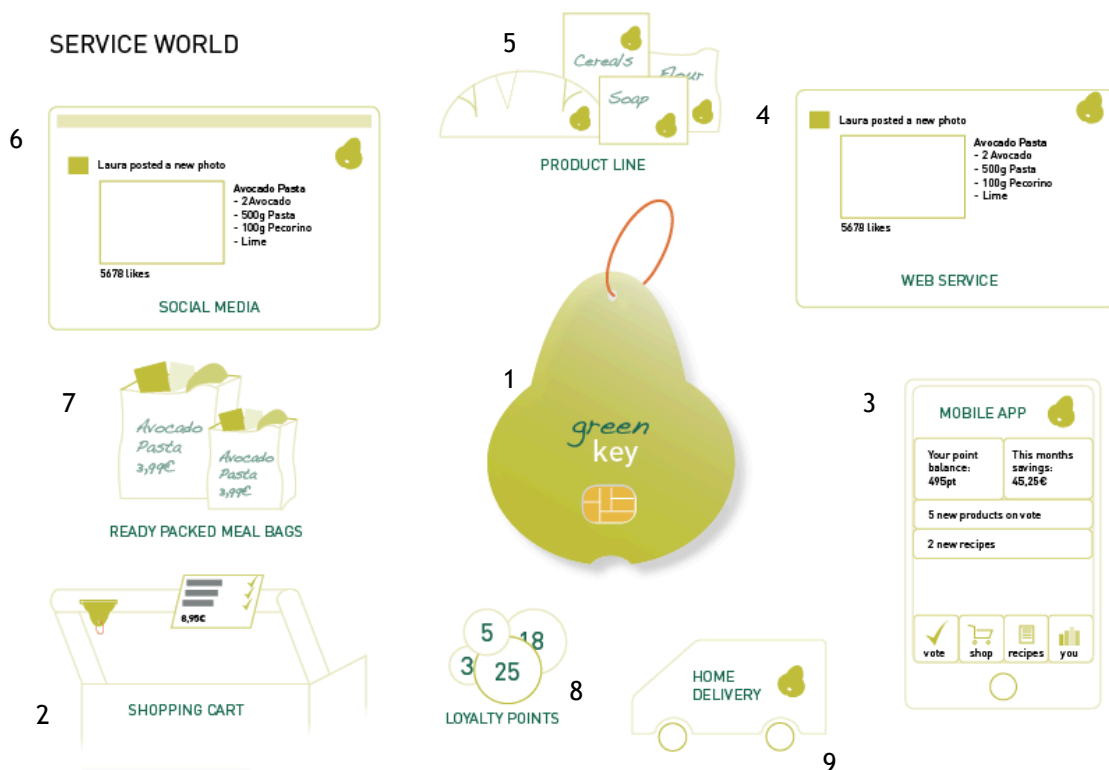 SERVICE WORLD
5
Cereals
Flour
Soap
PRODUCT LINE
6
Laura posted a new photo
Avocado Pasta
- 2Avocado
- 500g Pasta
- 100g Pecorino
- Lime
5678 likes
SOCIAL MEDIA
4
Laura posted a new photo
Avocado Pasta
- 2 Avocado
- 500g Pasta
- 100g Pecorino
- Lime
5678 likes
WEB SERVICE
1
green
key
7
Avocado
Pasta
3,99€
Avocado
Pasta
3,99€
READY PACKED MEAL BAGS
3
MOBILE APP
Your point
balance:
495pt
This months
savings:
45,25€
5 new products on vote
2 new recipes
vote
shop
recipes
you
2
8,95€
SHOPPING CART
5
18
3
25
8
LOYALTY POINTS
HOME
DELIVERY
9